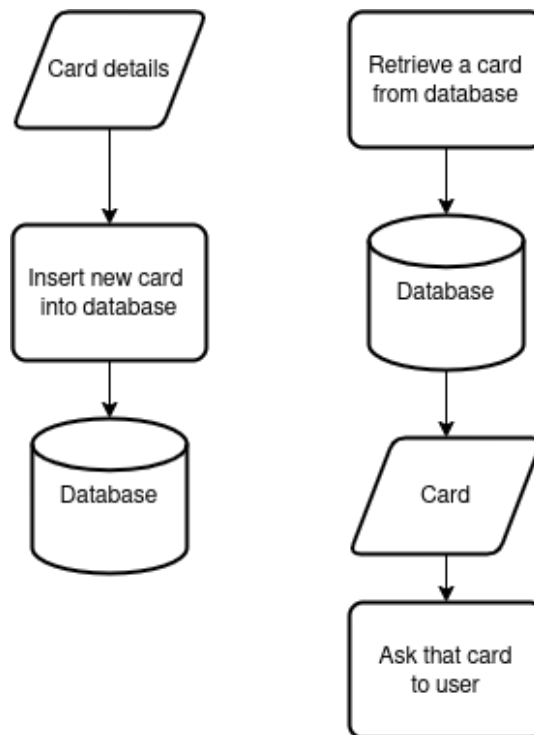 Card details
Insert new card
into database
Database
Retrieve a card
from database
Database
Card
Ask that card
to user